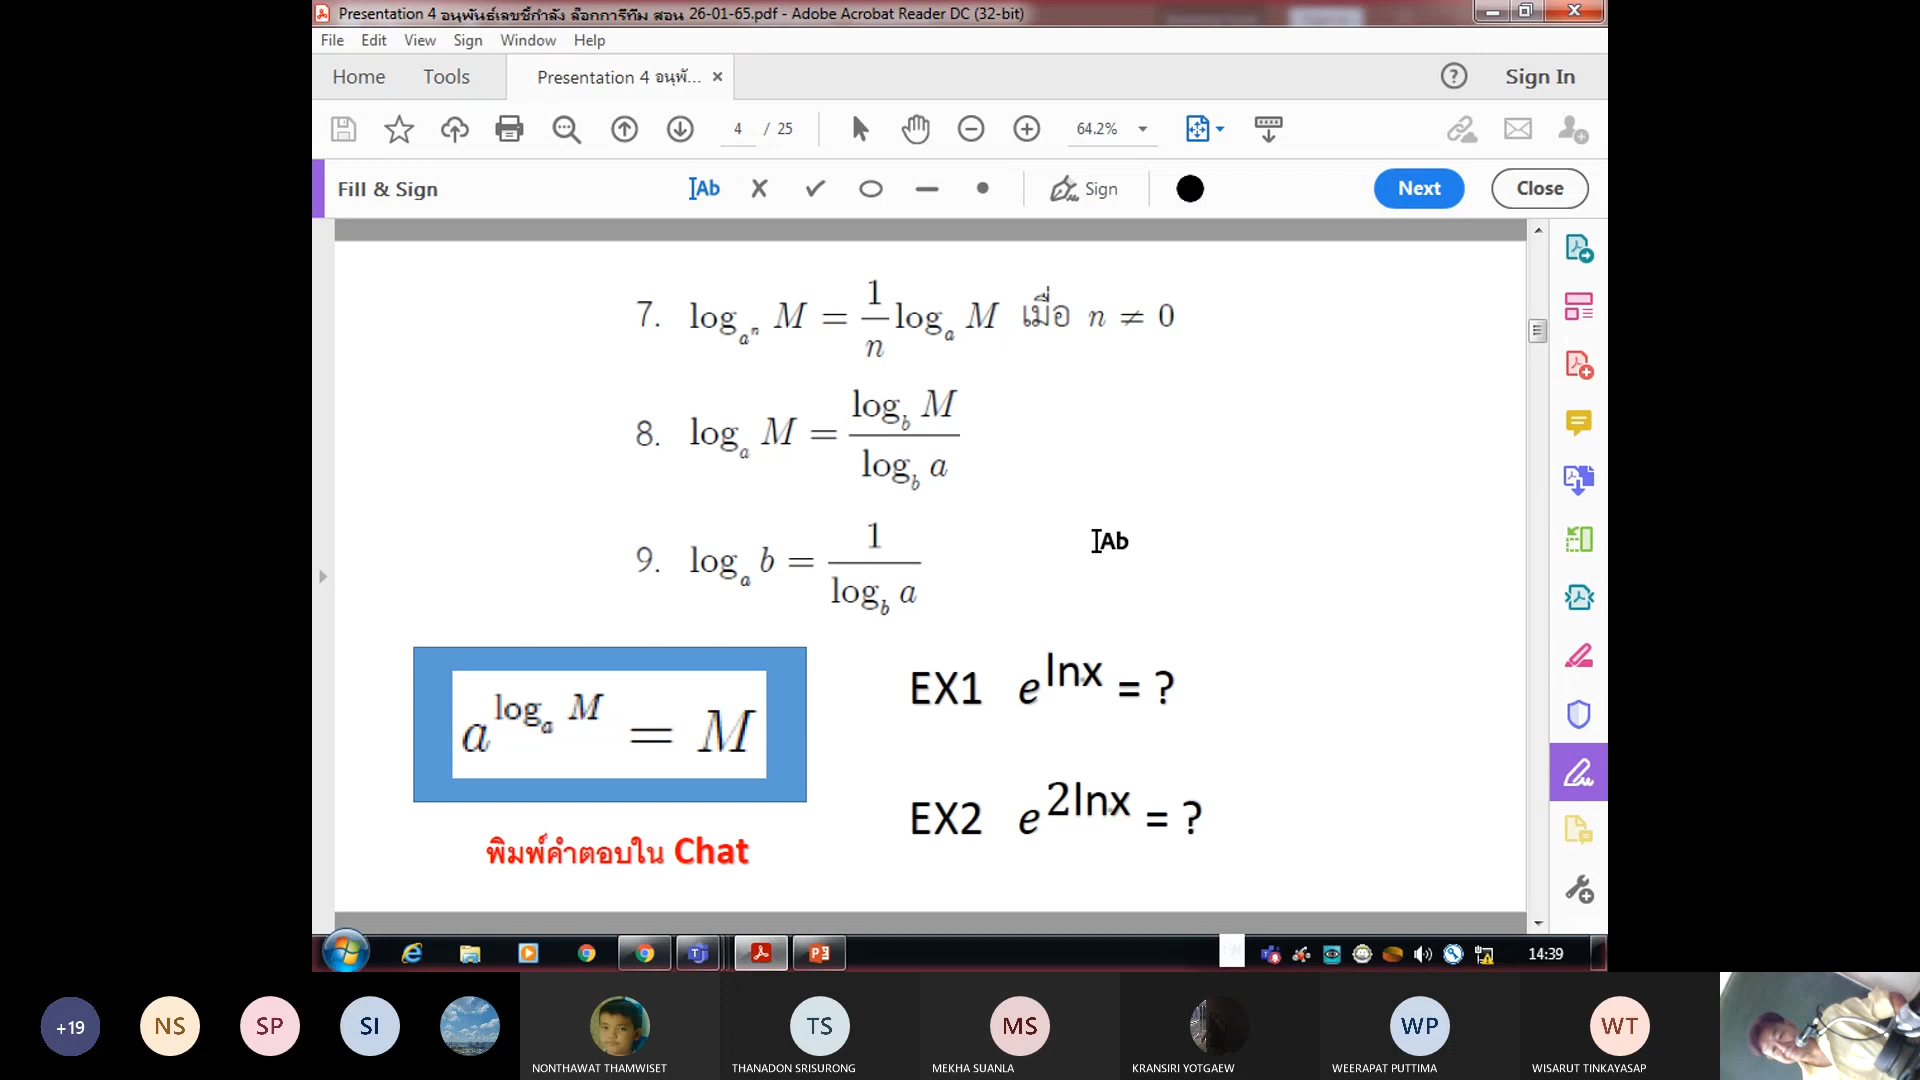 Presentation 4 อนุพันธ์เลขชี้กำลัง ล๊อกการีทึม สอน 26-01-65.pdf - Adobe Acrobat Reader DC (32-bit)
File Edit View Sign Window Help
Home Tools Presentation 4 อนุพั... × ? Sign In
4 / 25 64.2%
Fill & Sign IAb Sign Next Close
7. log_{a^n} M = \frac{1}{n} log_a M เมื่อ n ≠ 0
8. log_a M = \frac{log_b M}{log_b a}
IAb
9. log_a b = \frac{1}{log_b a}
EX1 e^{lnx} = ?
a^{log_a M} = M
EX2 e^{2lnx} = ?
พิมพ์คำตอบใน Chat
14:39
+19 NS SP SI TS MS WP WT
NONTHAWAT THAMWISET THANADON SRISURONG MEKHA SUANLA KRANSIRI YOTGAEW WEERAPAT PUTTIMA WISARUT TINKAYASAP